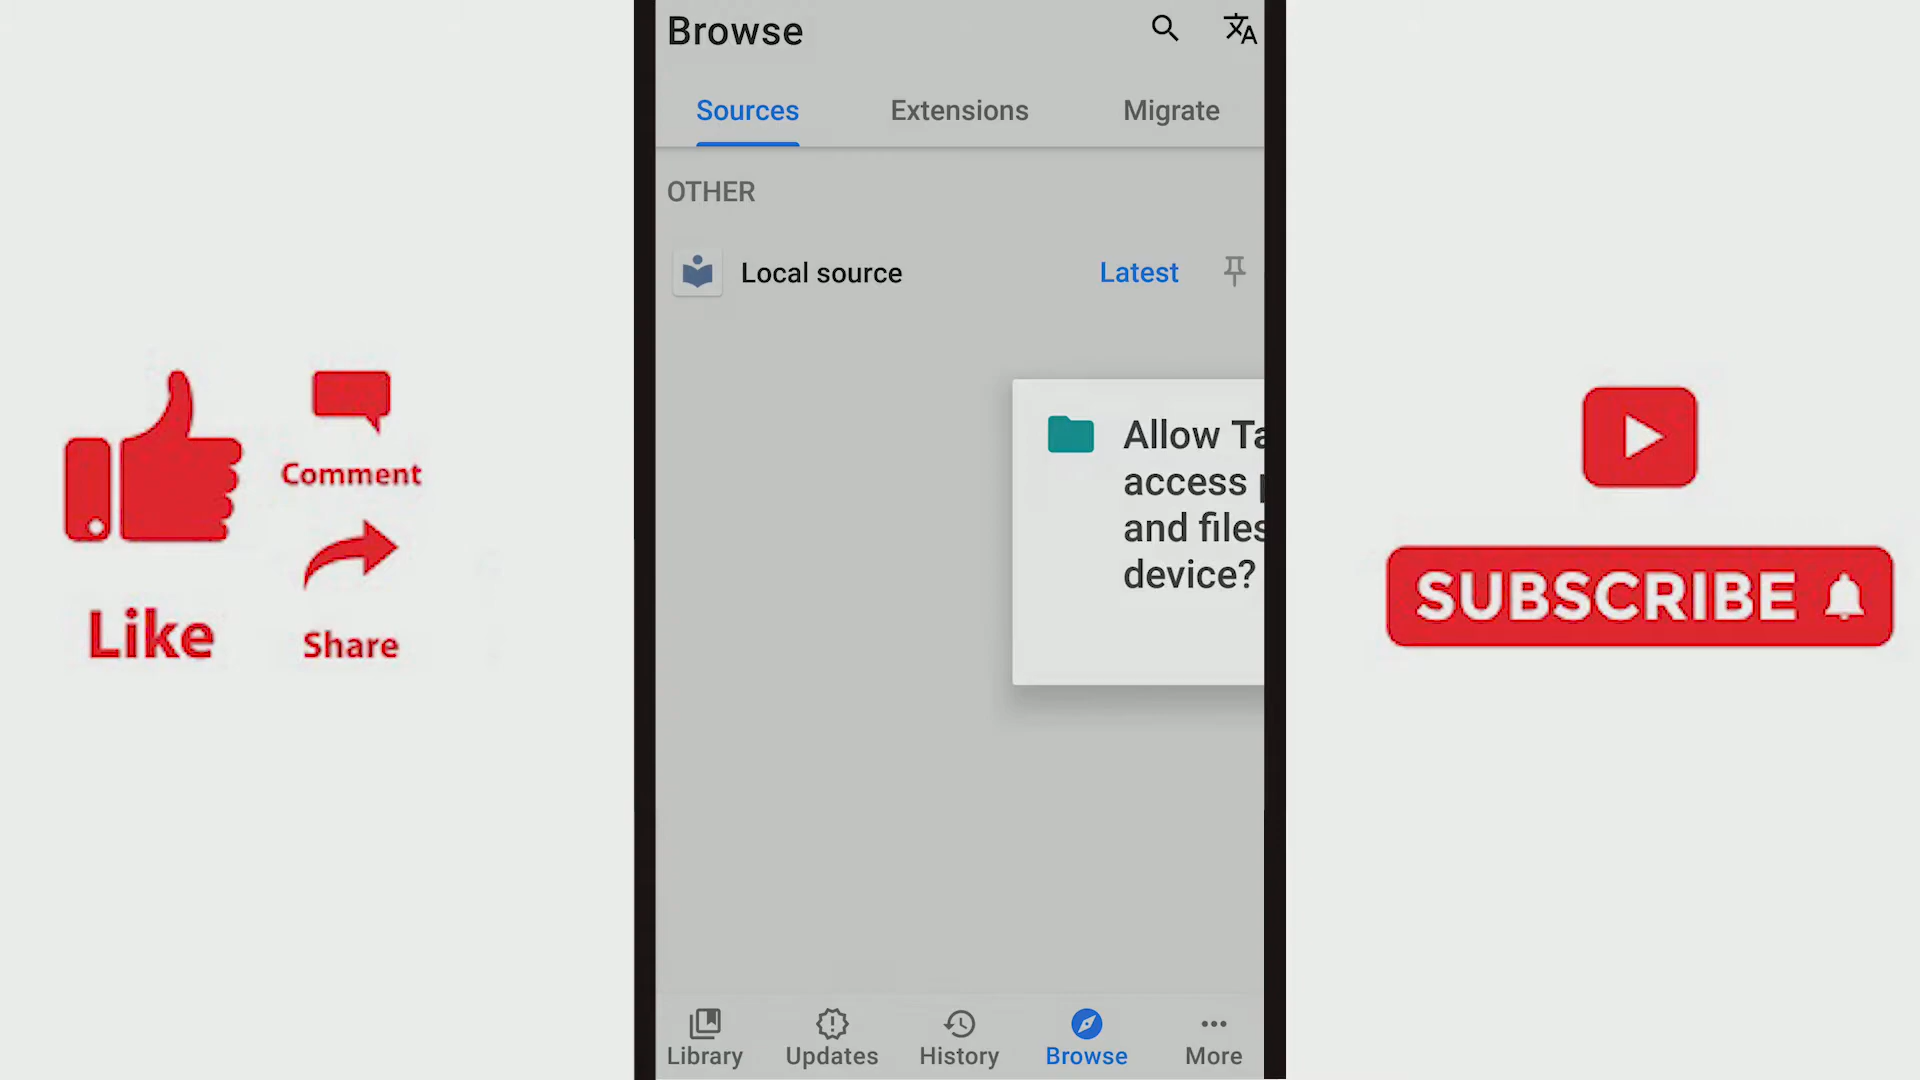 Browse
Sources Extensions Migrate
OTHER
Local source Latest
Allow
access
and files
device?
Comment
Like
Share
SUBSCRIBE
Library Updates History Browse More